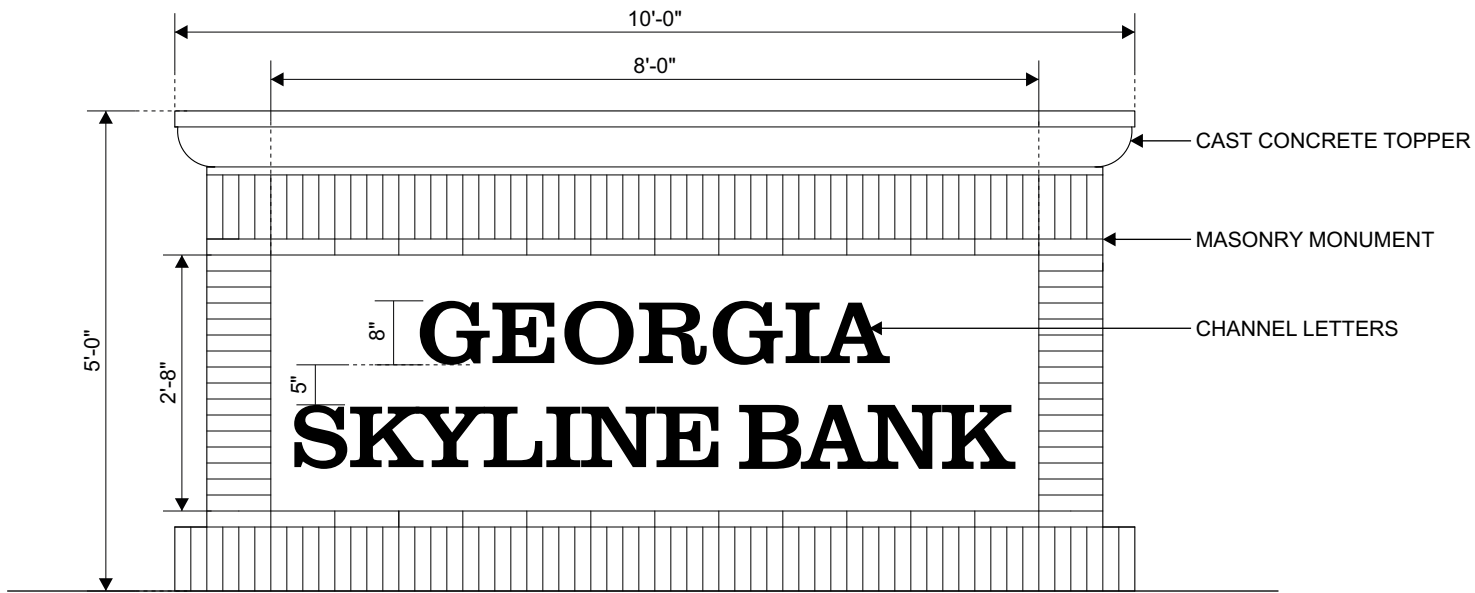 10'-0"
8'-0"
CAST CONCRETE TOPPER
MASONRY MONUMENT
8"
GEORGIA
CHANNEL LETTERS
5'-0"
2'-8"
5"
SKYLINE BANK